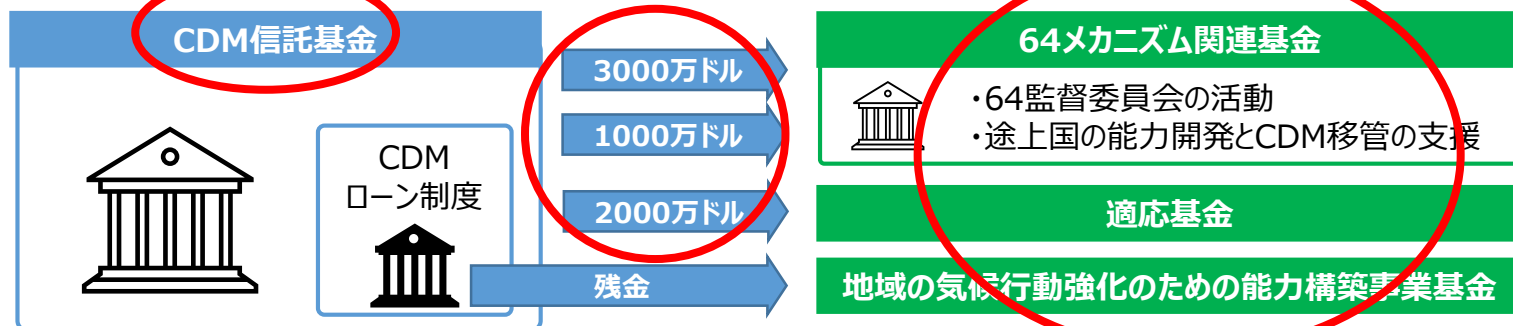 CDM信託基金
CDM
ローン制度
3000万ドル
1000万ドル
2000万ドル
残金
64メカニズム関連基金
・64監督委員会の活動
・途上国の能力開発とCDM移管の支援
適応基金
地域の気候行動強化のための能力構築事業基金